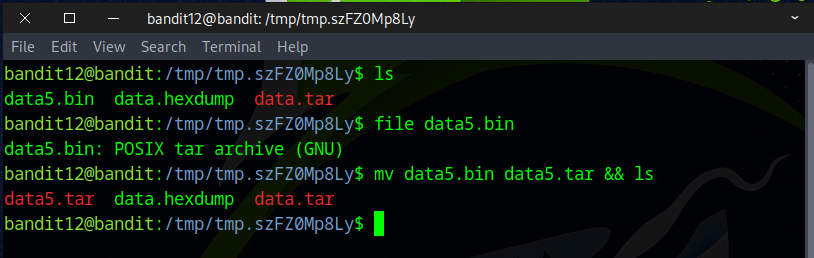 bandit12@bandit: /tmp/tmp.szFZ0Mp8Ly
File Edit View Search Terminal Help
bandit12@bandit:/tmp/tmp.szFZ0Mp8Ly$ ls
data5.bin  data.hexdump  data.tar
bandit12@bandit:/tmp/tmp.szFZ0Mp8Ly$ file data5.bin
data5.bin: POSIX tar archive (GNU)
bandit12@bandit:/tmp/tmp.szFZ0Mp8Ly$ mv data5.bin data5.tar && ls
data5.tar  data.hexdump  data.tar
bandit12@bandit:/tmp/tmp.szFZ0Mp8Ly$